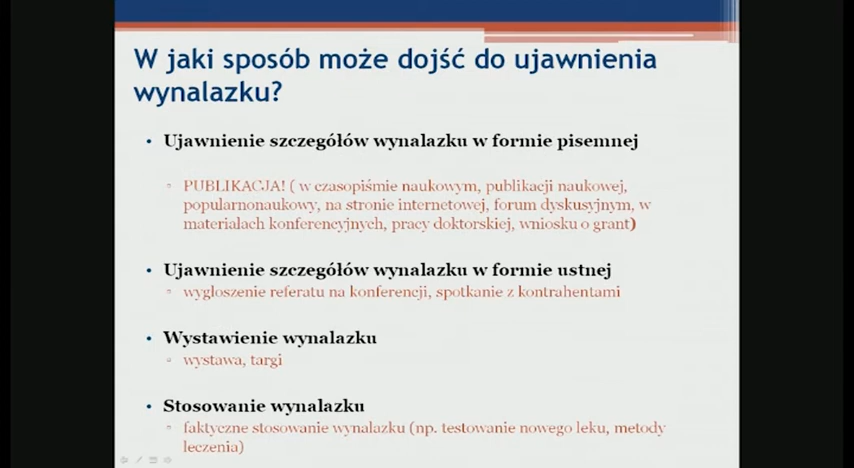 W jaki sposób może dojść do ujawnienia
wynalazku?
• Ujawnienie szczegółów wynalazku w formie pisemnej
▫ PUBLIKACJA! ( w czasopiśmie naukowym, publikacji naukowej,
popularnonaukowy, na stronie internetowej, forum dyskusyjnym, w
materiałach konferencyjnych, pracy doktorskiej, wniosku o grant)
• Ujawnienie szczegółów wynalazku w formie ustnej
▫ wygłoszenie referatu na konferencji, spotkanie z kontrahentami
• Wystawienie wynalazku
▫ wystawa, targi
• Stosowanie wynalazku
▫ faktyczne stosowanie wynalazku (np. testowanie nowego leku, metody
leczenia)